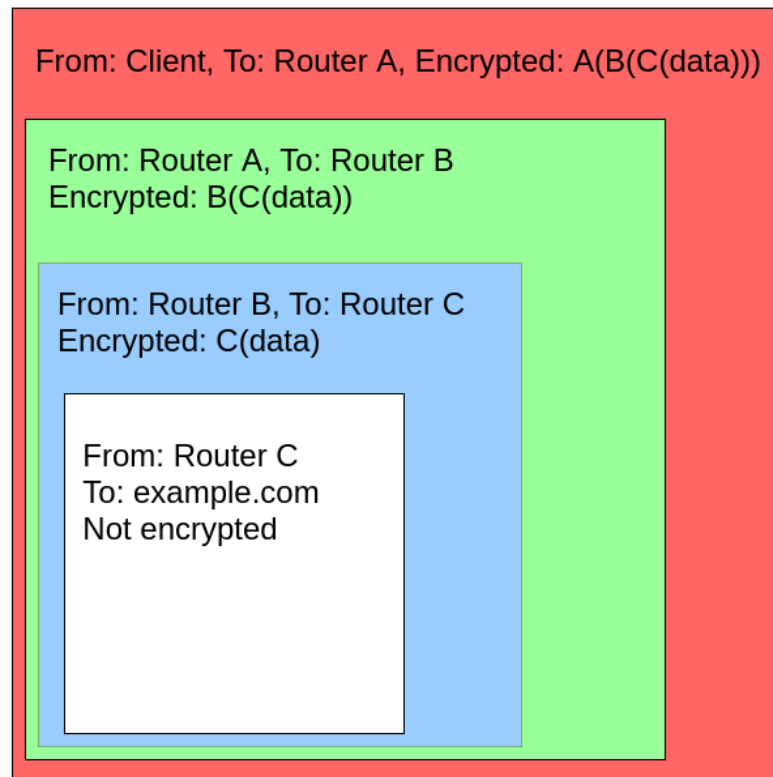 From: Client, To: Router A, Encrypted: A(B(C(data)))
From: Router A, To: Router B
Encrypted: B(C(data))
From: Router B, To: Router C
Encrypted: C(data)
From: Router C
To: example.com
Not encrypted